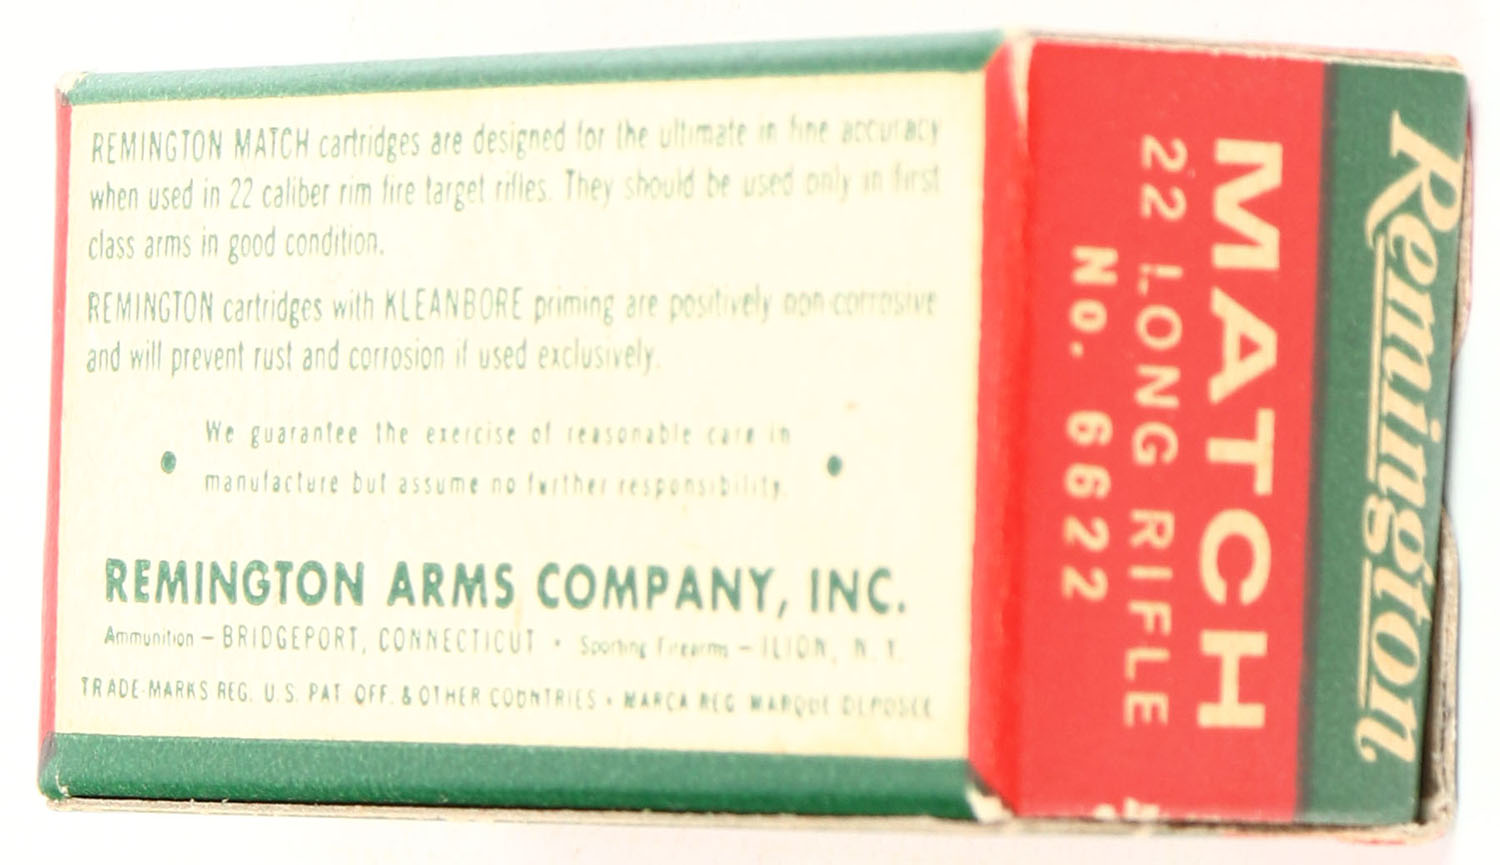 REMINGTON MATCH cartridges are designed for the ultimate in fine accuracy
when used in 22 caliber rim fire target rifles. They should be used only in first
class arms in good condition.
REMINGTON cartridges with KLEANBORE priming are positively non-corrosive
and will prevent rust and corrosion if used exclusively.
We guarantee the exercise of reasonable care in
manufacture but assume no further responsibility.
REMINGTON ARMS COMPANY, INC.
Ammunition – BRIDGEPORT, CONNECTICUT • Sporting Firearms – ILION, N. Y.
TRADE-MARKS REG. U.S. PAT. OFF. & OTHER COUNTRIES • MARCA REG MARQUE DEPOSEE
Remington
MATCH
22 LONG RIFLE
No. 6622